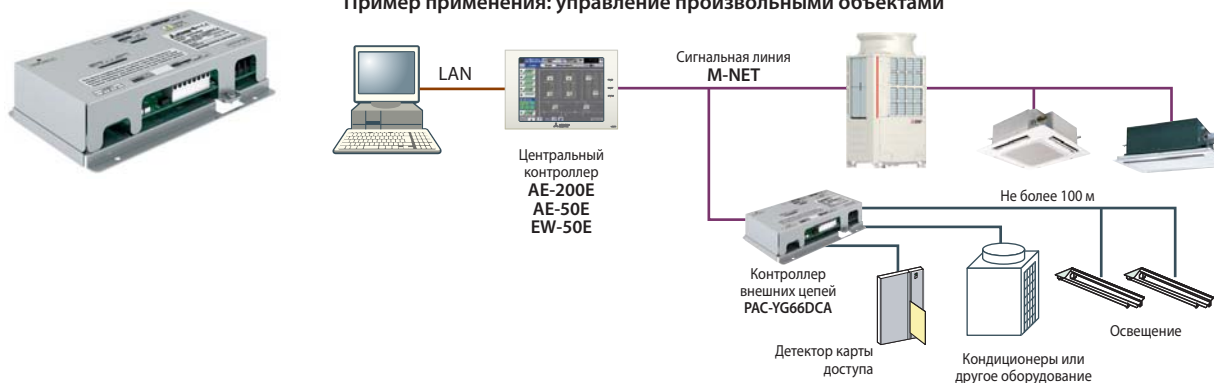 Пример применения: управление произвольными объектами
LAN
Сигнальная линия
M-NET
Центральный
контроллер
AE-200E
AE-50E
EW-50E
Не более 100 м
Контроллер
внешних цепей
PAC-YG66DCA
Детектор карты
доступа
Кондиционеры или
другое оборудование
Освещение